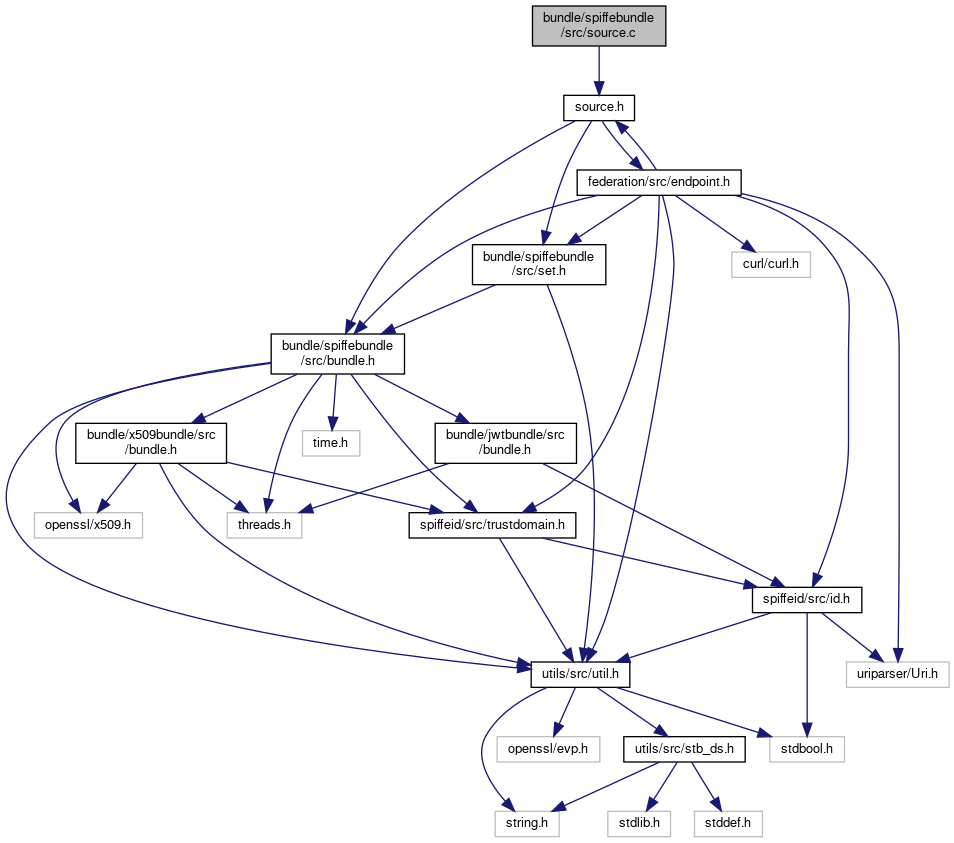 bundle/spiffebundle
/src/source.c
source.h
federation/src/endpoint.h
bundle/spiffebundle
/src/set.h
curl/curl.h
bundle/spiffebundle
/src/bundle.h
bundle/x509bundle/src
/bundle.h
time.h
bundle/jwtbundle/src
/bundle.h
openssl/x509.h
threads.h
spiffeid/src/trustdomain.h
spiffeid/src/id.h
utils/src/util.h
uriparser/Uri.h
openssl/evp.h
utils/src/stb_ds.h
stdbool.h
string.h
stdlib.h
stddef.h